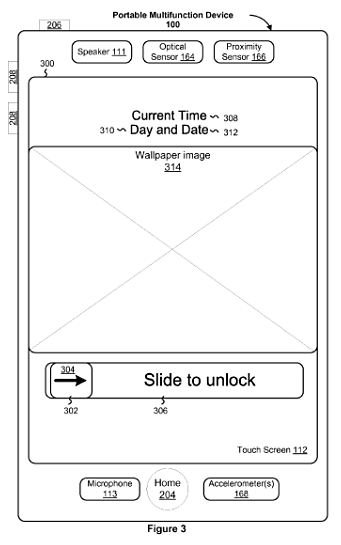 Portable Multifunction Device
100
206
Speaker 111
Optical
Sensor 164
Proximity
Sensor 166
208
300
208
Current Time 308
310 Day and Date 312
Wallpaper image
314
304
Slide to unlock
302
306
Touch Screen 112
Microphone
113
Home
204
Accelerometer(s)
168
Figure 3